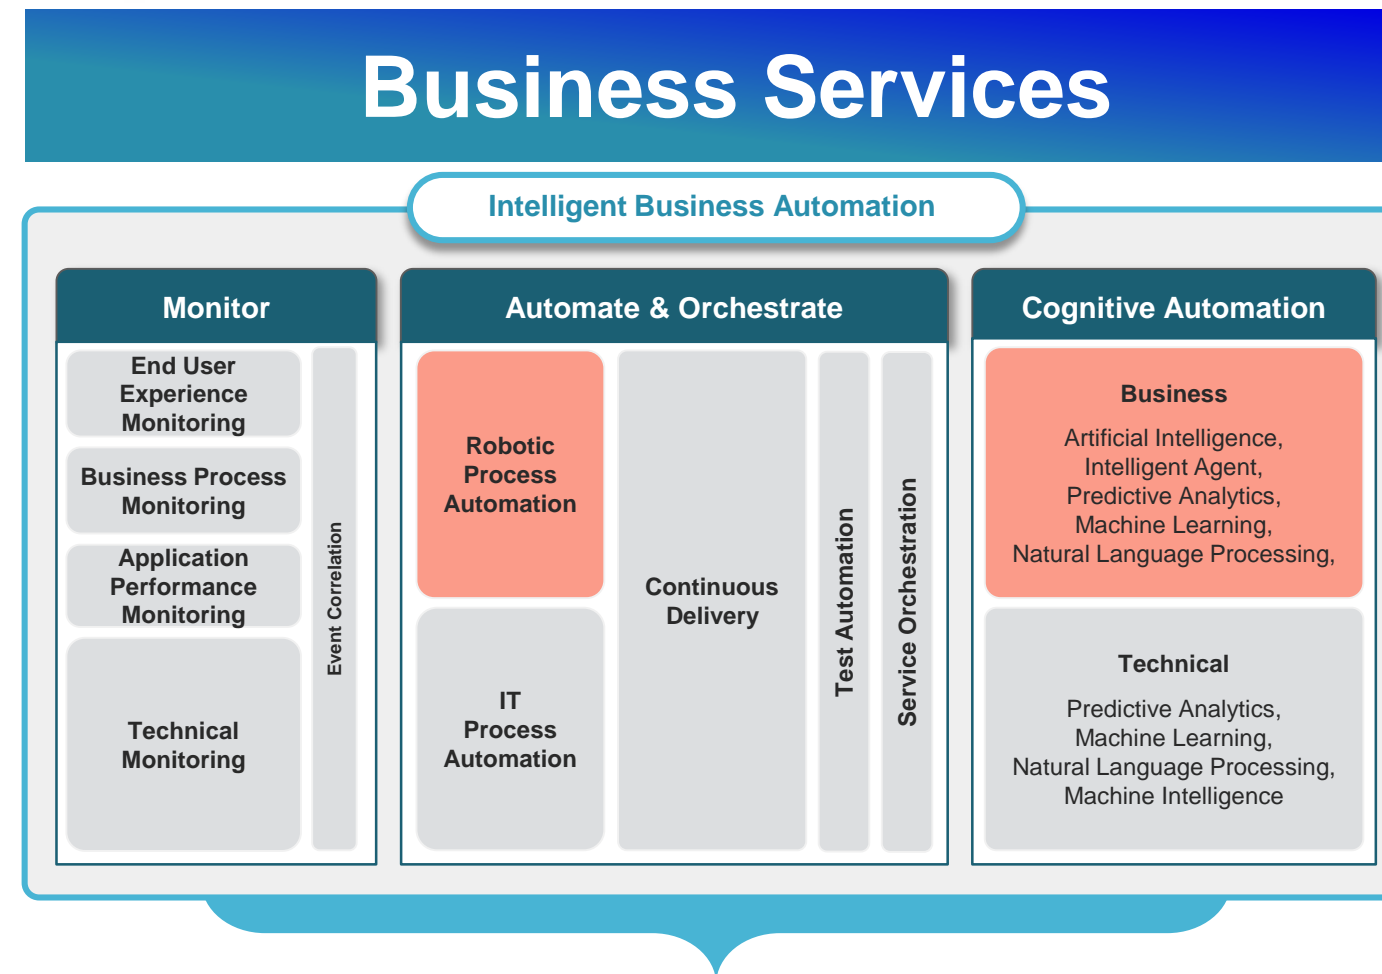 Business Services
Intelligent Business Automation
Monitor
End User
Experience
Monitoring
Business Process
Monitoring
Application
Performance
Monitoring
Technical
Monitoring
Event Correlation
Automate & Orchestrate
Robotic
Process
Automation
IT
Process
Automation
Continuous
Delivery
Test Automation
Service Orchestration
Cognitive Automation
Business
Artificial Intelligence,
Intelligent Agent,
Predictive Analytics,
Machine Learning,
Natural Language Processing,
Technical
Predictive Analytics,
Machine Learning,
Natural Language Processing,
Machine Intelligence